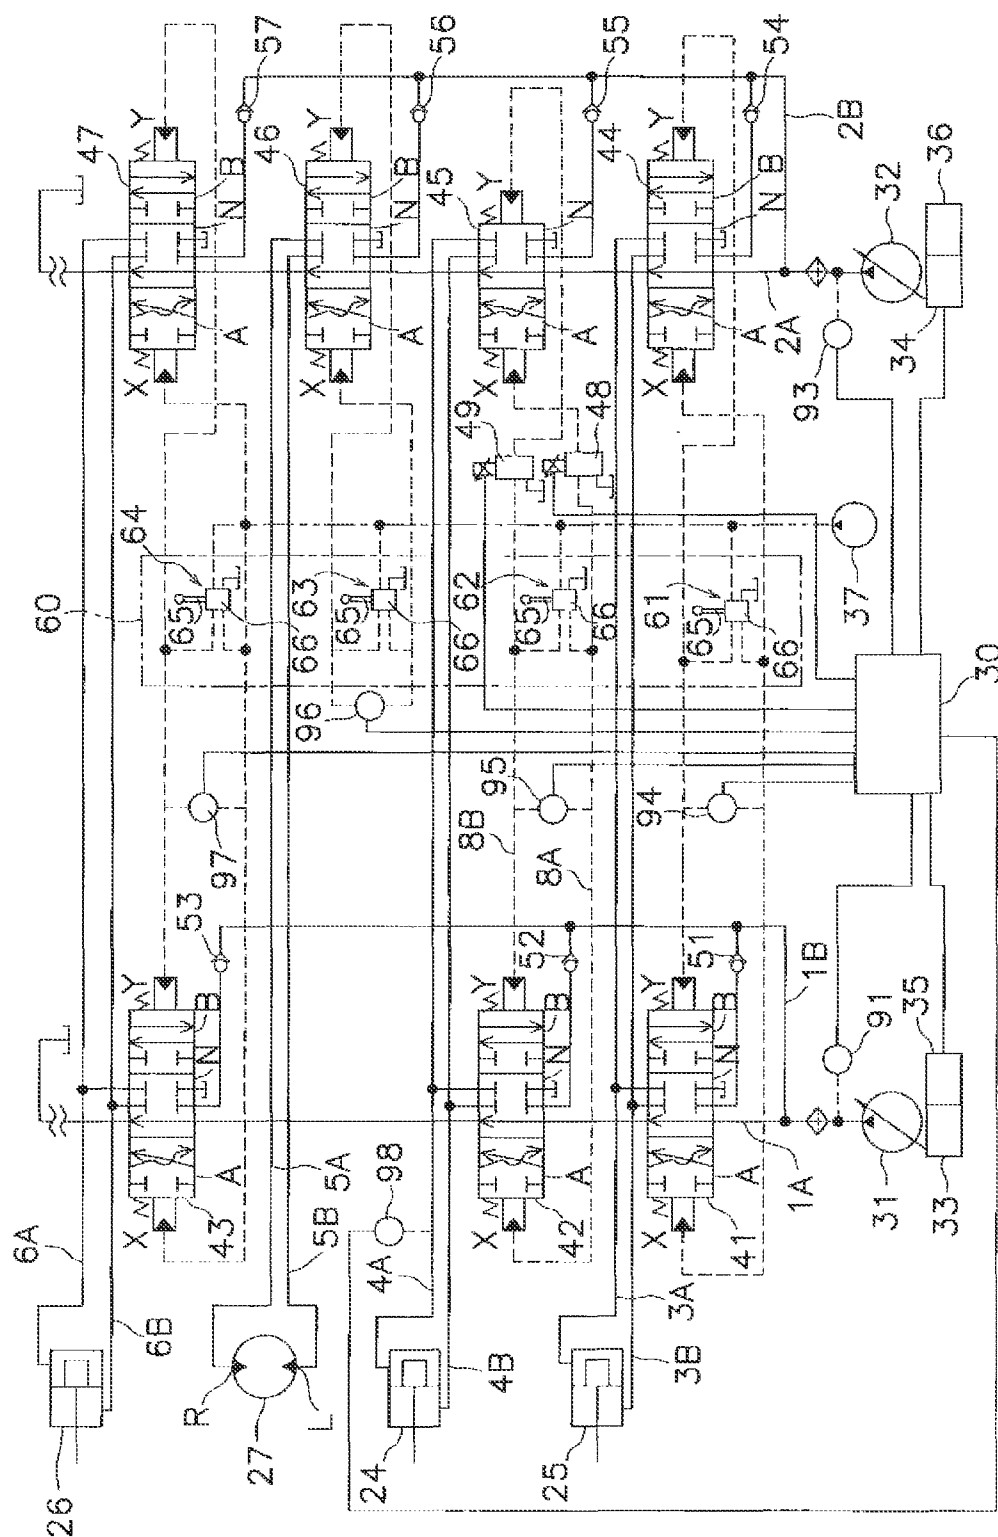 47
57
46
56
45
55
44
54
Y
Y
Y
Y
B
B
B
N
N
N
N
2B
36
32
A
A
A
A
2A
34
X
X
X
X
93
49
48
64
60
63
62
61
65
65
65
65
66
66
66
66
37
30
96
97
95
94
8B
8A
53
52
51
1B
91
35
Y
Y
Y
B
B
B
N
N
N
A
A
A
X
X
X
43
42
41
1A
31
33
98
6A
6B
5A
5B
4A
4B
3A
3B
R
L
26
27
24
25